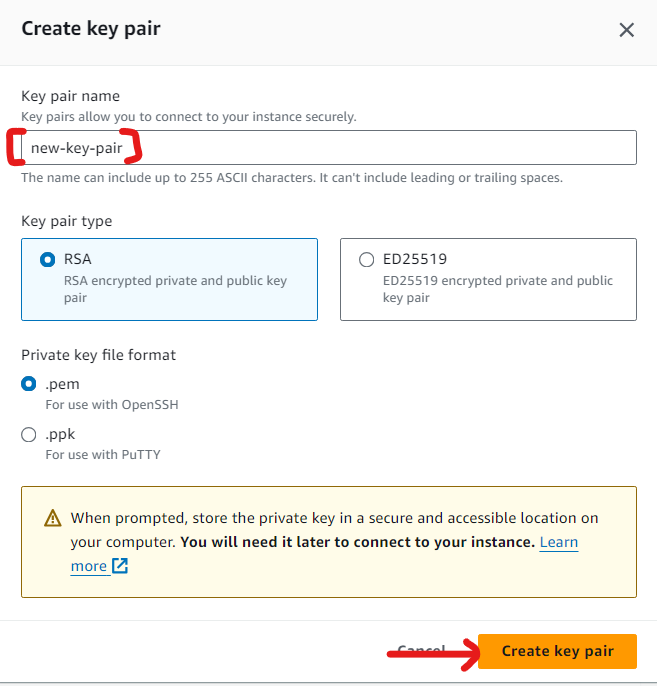 Create key pair
Key pair name
Key pairs allow you to connect to your instance securely.
new-key-pair
The name can include up to 255 ASCII characters. It can't include leading or trailing spaces.
Key pair type
RSA
RSA encrypted private and public key
pair
ED25519
ED25519 encrypted private and public
key pair
Private key file format
.pem
For use with OpenSSH
.ppk
For use with PuTTY
When prompted, store the private key in a secure and accessible location on
your computer. You will need it later to connect to your instance. Learn
more
Cancel
Create key pair